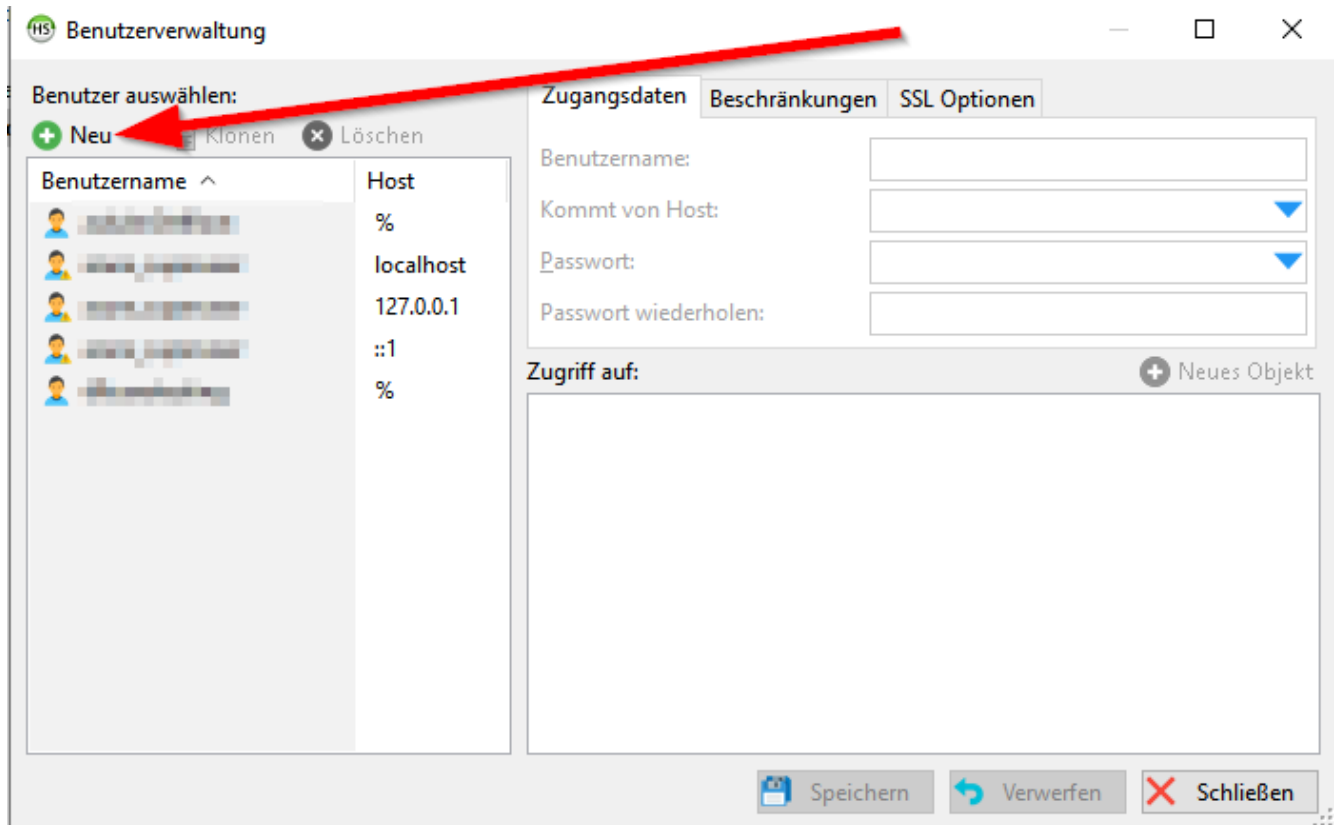 HS Benutzerverwaltung
Benutzer auswählen:
Neu Klonen Löschen
Benutzername Host
%
localhost
127.0.0.1
::1
%
Zugangsdaten Beschränkungen SSL Optionen
Benutzername:
Kommt von Host:
Passwort:
Passwort wiederholen:
Zugriff auf: Neues Objekt
Speichern Verwerfen Schließen